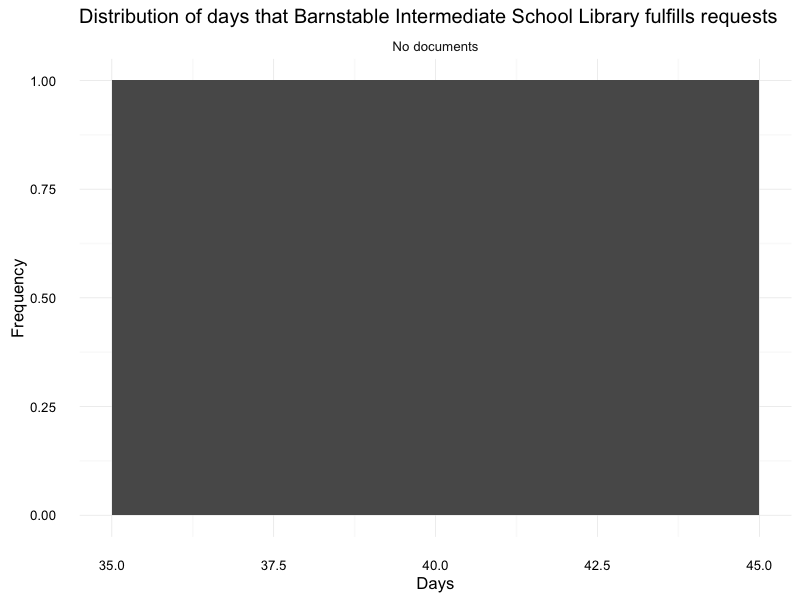 Distribution of days that Barnstable Intermediate School Library fulfills requests
No documents
1.00
0.75
0.50
0.25
0.00
Frequency
35.0 37.5 40.0 42.5 45.0
Days